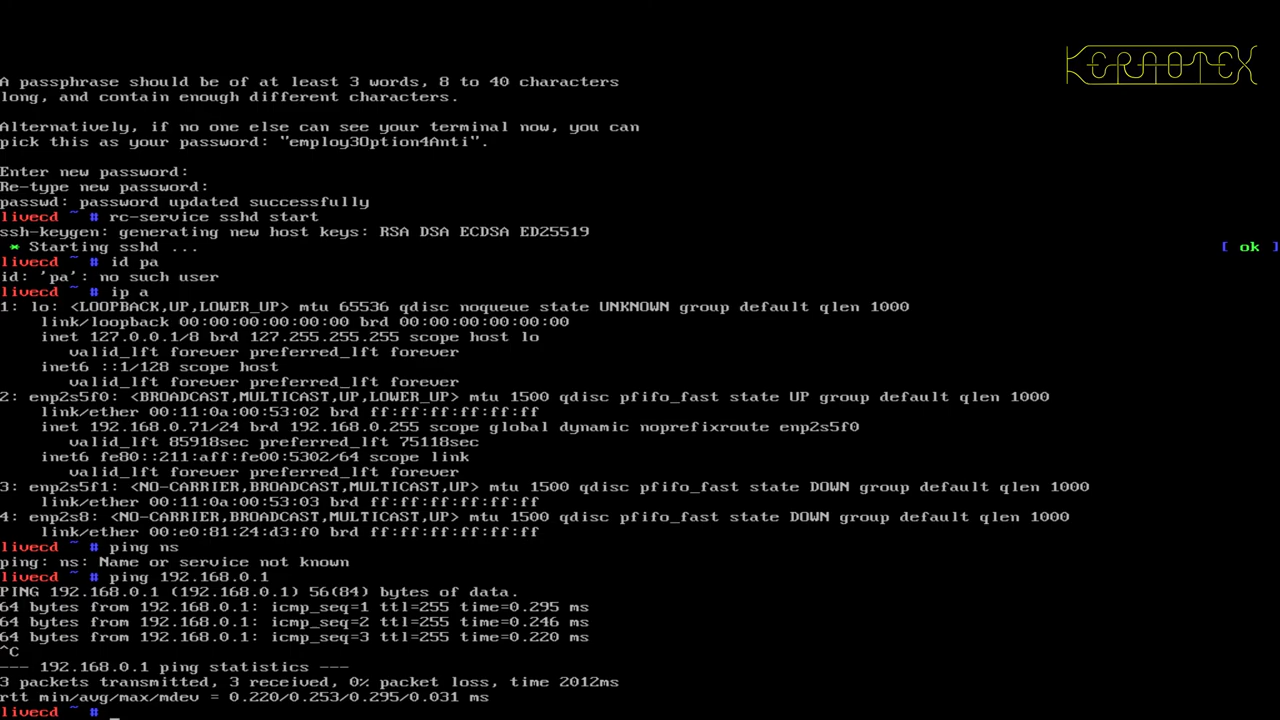 KERNOTEX
A passphrase should be of at least 3 words, 8 to 40 characters
long, and contain enough different characters.
Alternatively, if no one else can see your terminal now, you can
pick this as your password: "employ3Option4Anti".
Enter new password:
Re-type new password:
passwd: password updated successfully
livecd ~ # rc-service sshd start
ssh-keygen: generating new host keys: RSA DSA ECDSA ED25519
* Starting sshd ... [ ok ]
livecd ~ # id pa
id: 'pa': no such user
livecd ~ # ip a
1: lo: <LOOPBACK,UP,LOWER_UP> mtu 65536 qdisc noqueue state UNKNOWN group default qlen 1000
link/loopback 00:00:00:00:00:00 brd 00:00:00:00:00:00
inet 127.0.0.1/8 brd 127.255.255.255 scope host lo
valid_lft forever preferred_lft forever
inet6 ::1/128 scope host
valid_lft forever preferred_lft forever
2: enp2s5f0: <BROADCAST,MULTICAST,UP,LOWER_UP> mtu 1500 qdisc pfifo_fast state UP group default qlen 1000
link/ether 00:11:0a:00:53:02 brd ff:ff:ff:ff:ff:ff
inet 192.168.0.71/24 brd 192.168.0.255 scope global dynamic noprefixroute enp2s5f0
valid_lft 85918sec preferred_lft 75118sec
inet6 fe80::211:aff:fe00:5302/64 scope link
valid_lft forever preferred_lft forever
3: enp2s5f1: <NO-CARRIER,BROADCAST,MULTICAST,UP> mtu 1500 qdisc pfifo_fast state DOWN group default qlen 1000
link/ether 00:11:0a:00:53:03 brd ff:ff:ff:ff:ff:ff
4: enp2s8: <NO-CARRIER,BROADCAST,MULTICAST,UP> mtu 1500 qdisc pfifo_fast state DOWN group default qlen 1000
link/ether 00:e0:81:24:d3:f0 brd ff:ff:ff:ff:ff:ff
livecd ~ # ping ns
ping: ns: Name or service not known
livecd ~ # ping 192.168.0.1
PING 192.168.0.1 (192.168.0.1) 56(84) bytes of data.
64 bytes from 192.168.0.1: icmp_seq=1 ttl=255 time=0.295 ms
64 bytes from 192.168.0.1: icmp_seq=2 ttl=255 time=0.246 ms
64 bytes from 192.168.0.1: icmp_seq=3 ttl=255 time=0.220 ms
^C
--- 192.168.0.1 ping statistics ---
3 packets transmitted, 3 received, 0% packet loss, time 2012ms
rtt min/avg/max/mdev = 0.220/0.253/0.295/0.031 ms
livecd ~ # _